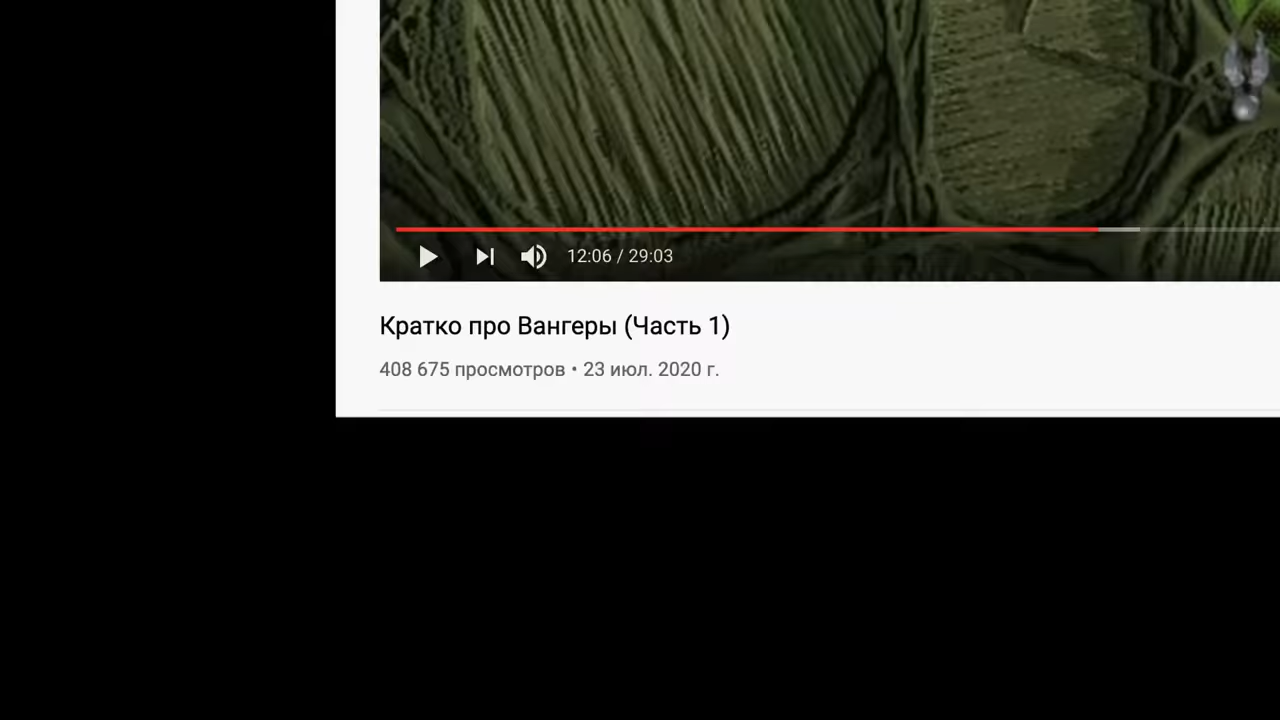 12:06 / 29:03
Кратко про Вангеры (Часть 1)
408 675 просмотров • 23 июл. 2020 г.